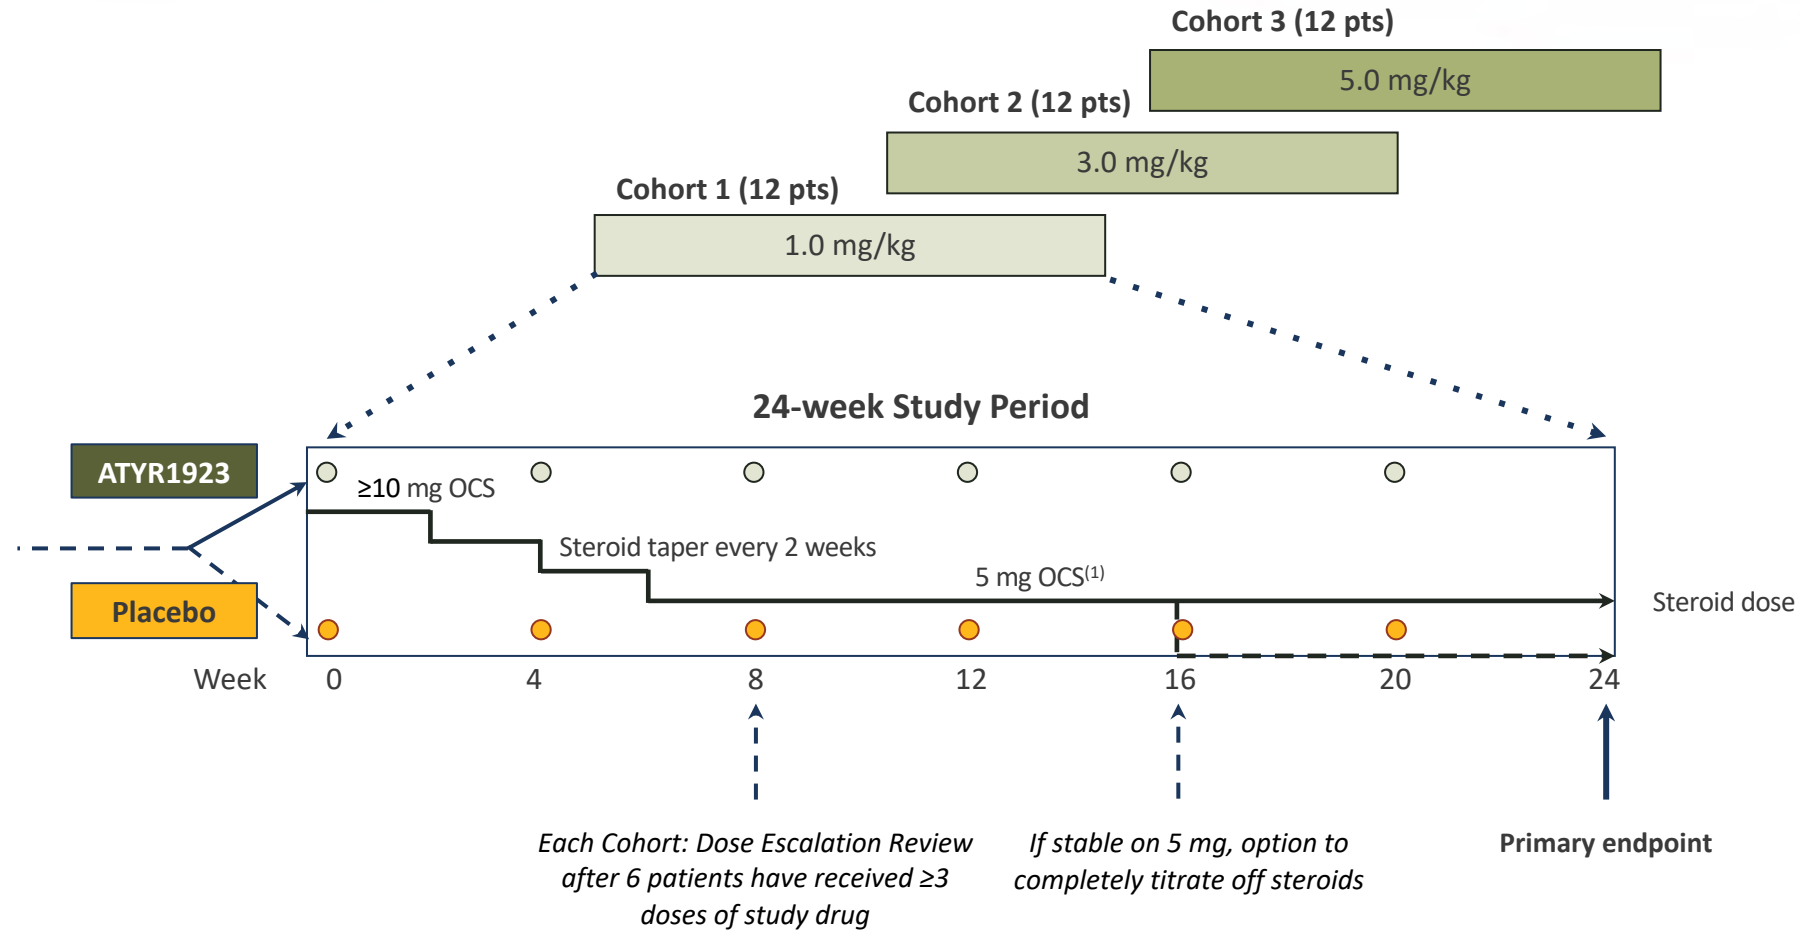 Cohort 3 (12 pts)
5.0 mg/kg
Cohort 2 (12 pts)
3.0 mg/kg
Cohort 1 (12 pts)
1.0 mg/kg
24-week Study Period
ATYR1923
≥10 mg OCS
Steroid taper every 2 weeks
5 mg OCS(1)
Steroid dose
Placebo
Week 0 4 8 12 16 20 24
Each Cohort: Dose Escalation Review
after 6 patients have received ≥3
doses of study drug
If stable on 5 mg, option to
completely titrate off steroids
Primary endpoint